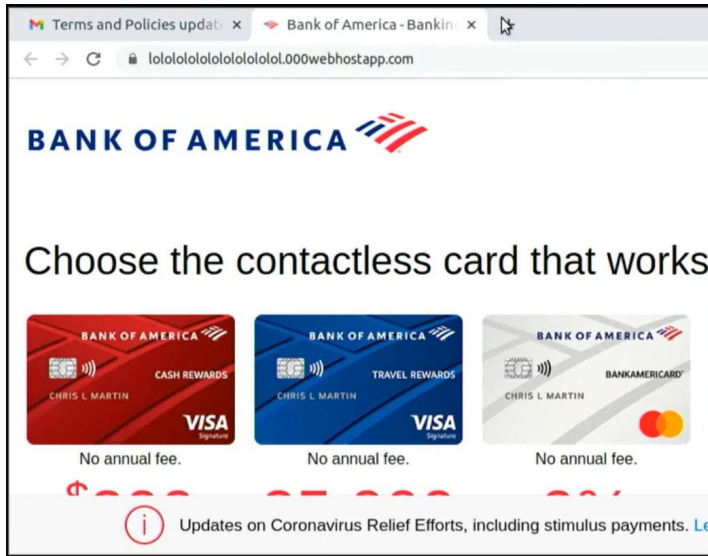 Terms and Policies updat
Bank of America - Bankin
lolololololololololololol.000webhostapp.com
BANK OF AMERICA
Choose the contactless card that works
BANK OF AMERICA
CASH REWARDS
CHRIS L MARTIN
VISA
Signature
BANK OF AMERICA
TRAVEL REWARDS
CHRIS L MARTIN
VISA
Signature
BANK OF AMERICA
BANKAMERICARD
CHRIS L MARTIN
No annual fee. No annual fee. No annual fee.
Updates on Coronavirus Relief Efforts, including stimulus payments. Le